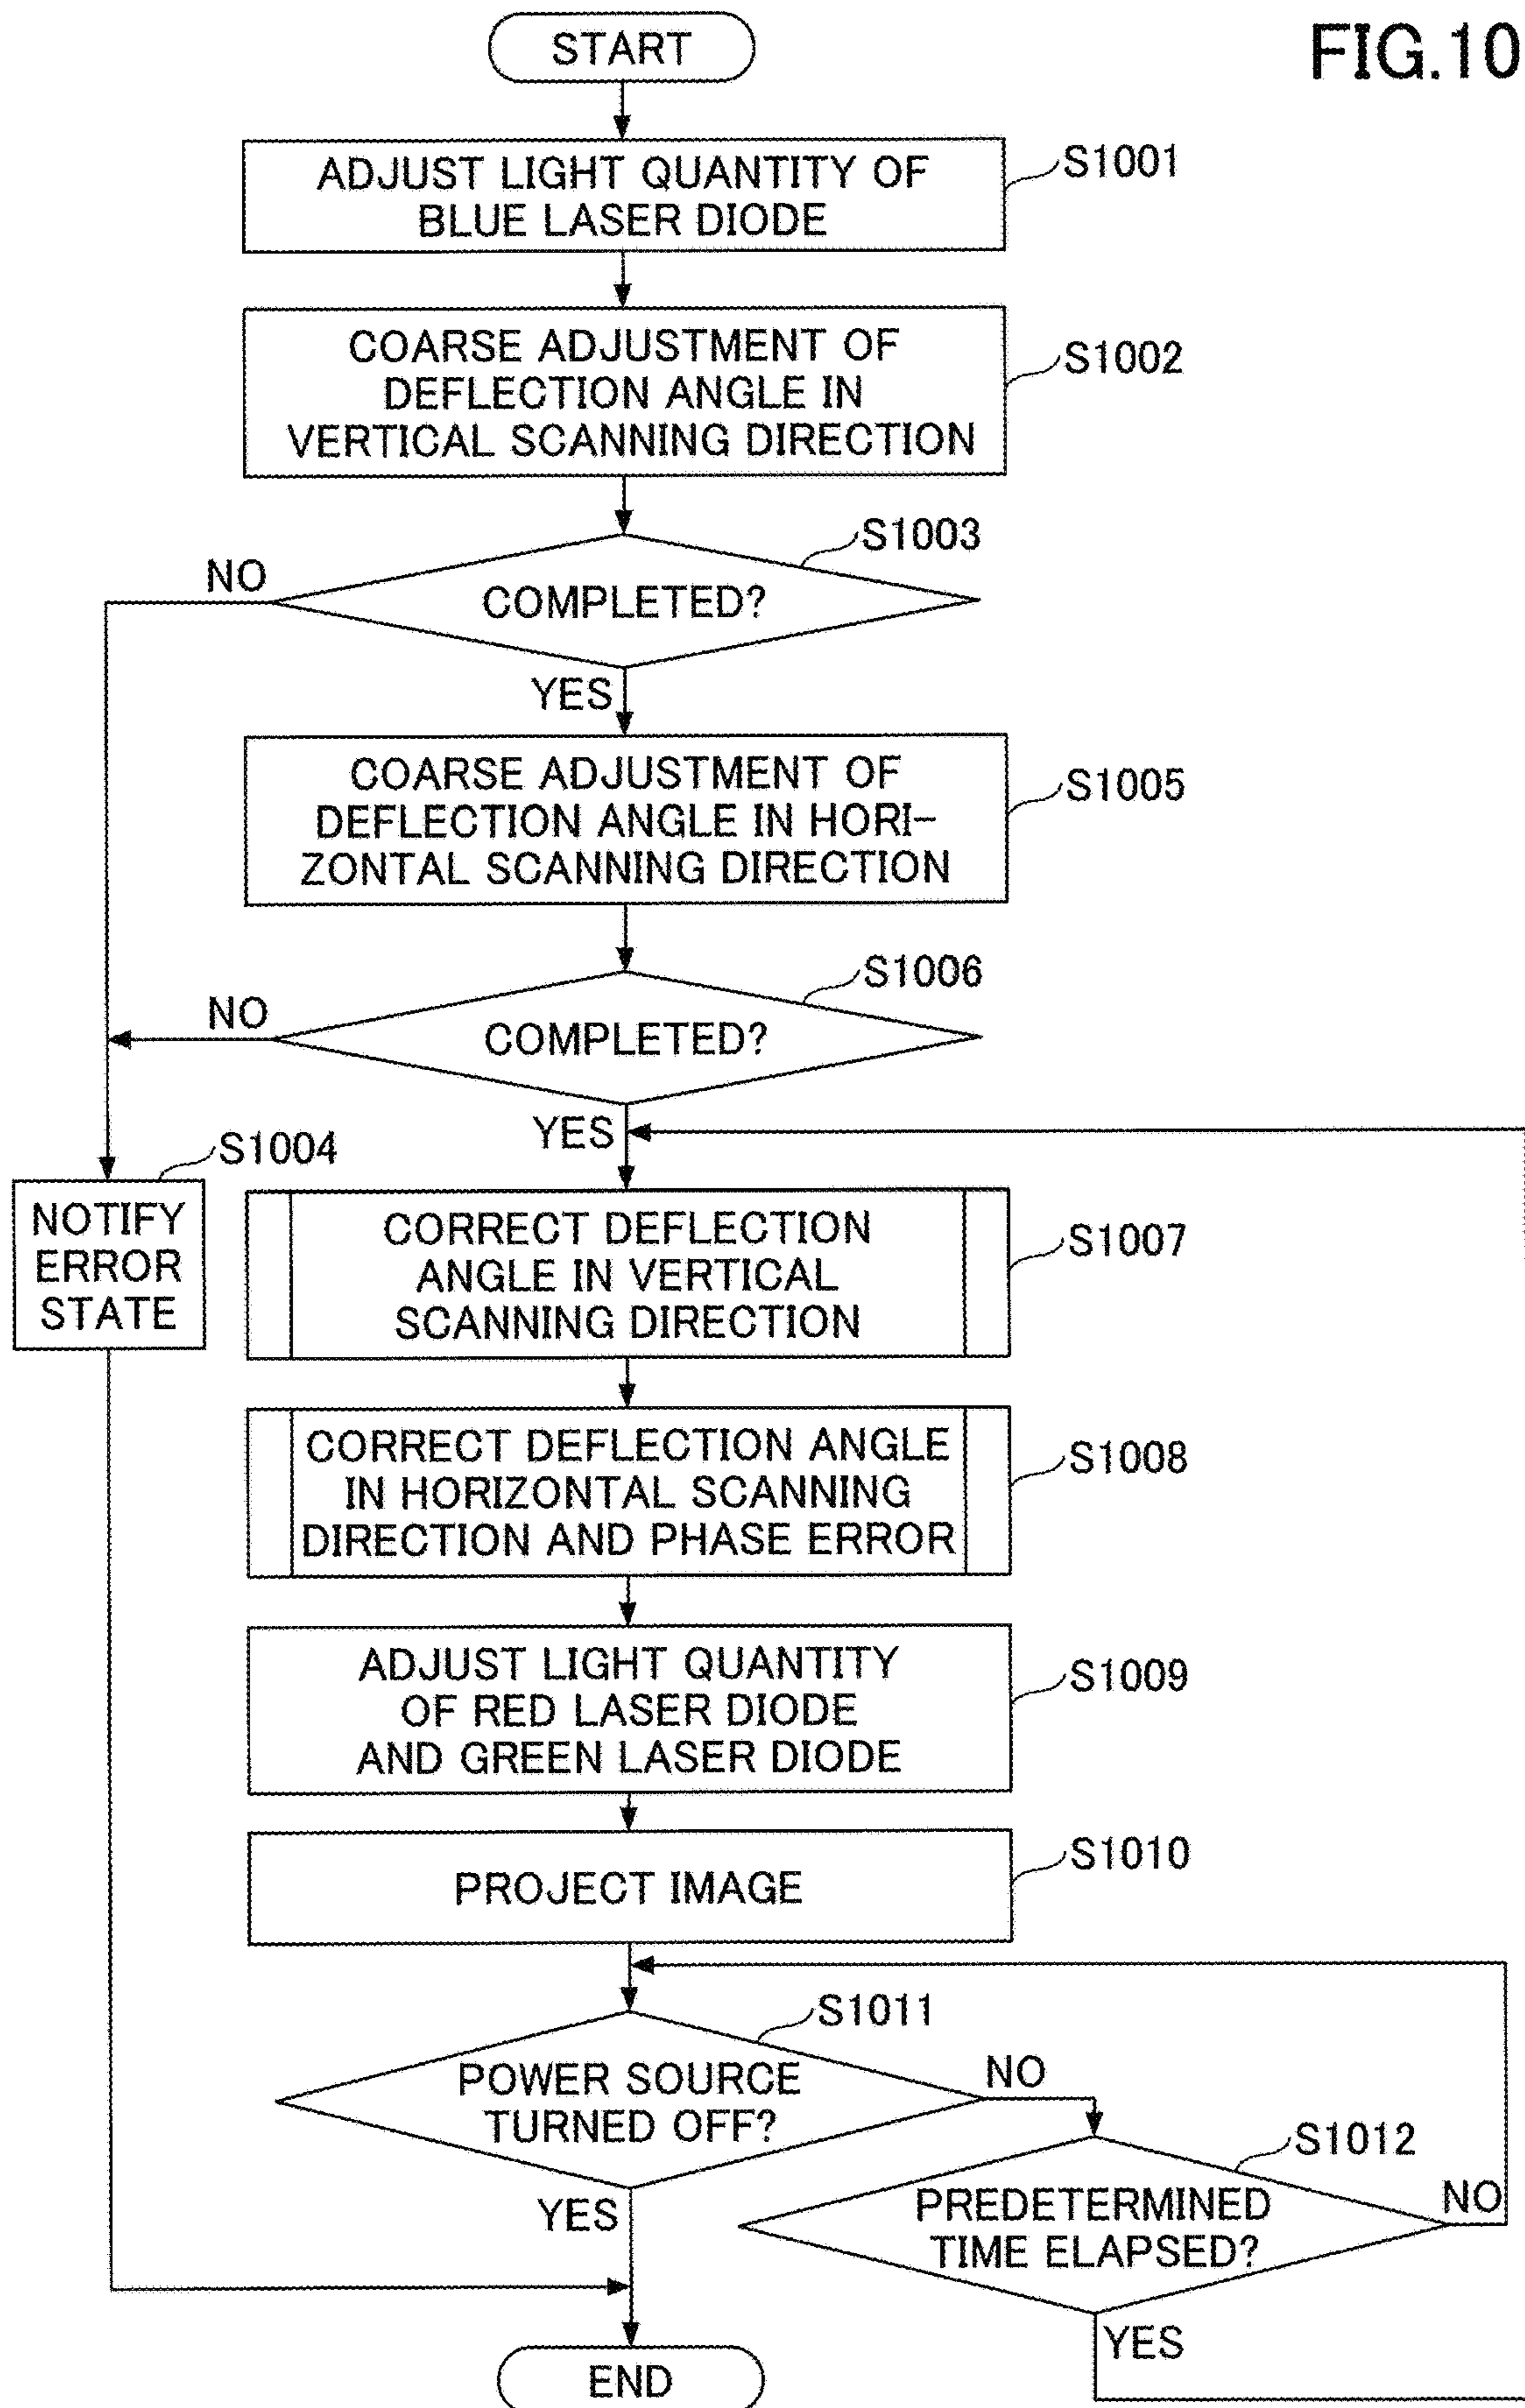 FIG.10
START
ADJUST LIGHT QUANTITY OF
BLUE LASER DIODE
S1001
COARSE ADJUSTMENT OF
DEFLECTION ANGLE IN
VERTICAL SCANNING DIRECTION
S1002
S1003
NO
COMPLETED?
YES
COARSE ADJUSTMENT OF
DEFLECTION ANGLE IN HORI-
ZONTAL SCANNING DIRECTION
S1005
S1006
NO
COMPLETED?
YES
S1004
NOTIFY
ERROR
STATE
CORRECT DEFLECTION
ANGLE IN VERTICAL
SCANNING DIRECTION
S1007
CORRECT DEFLECTION ANGLE
IN HORIZONTAL SCANNING
DIRECTION AND PHASE ERROR
S1008
ADJUST LIGHT QUANTITY
OF RED LASER DIODE
AND GREEN LASER DIODE
S1009
PROJECT IMAGE
S1010
S1011
POWER SOURCE
TURNED OFF?
NO
YES
S1012
PREDETERMINED
TIME ELAPSED?
NO
YES
END